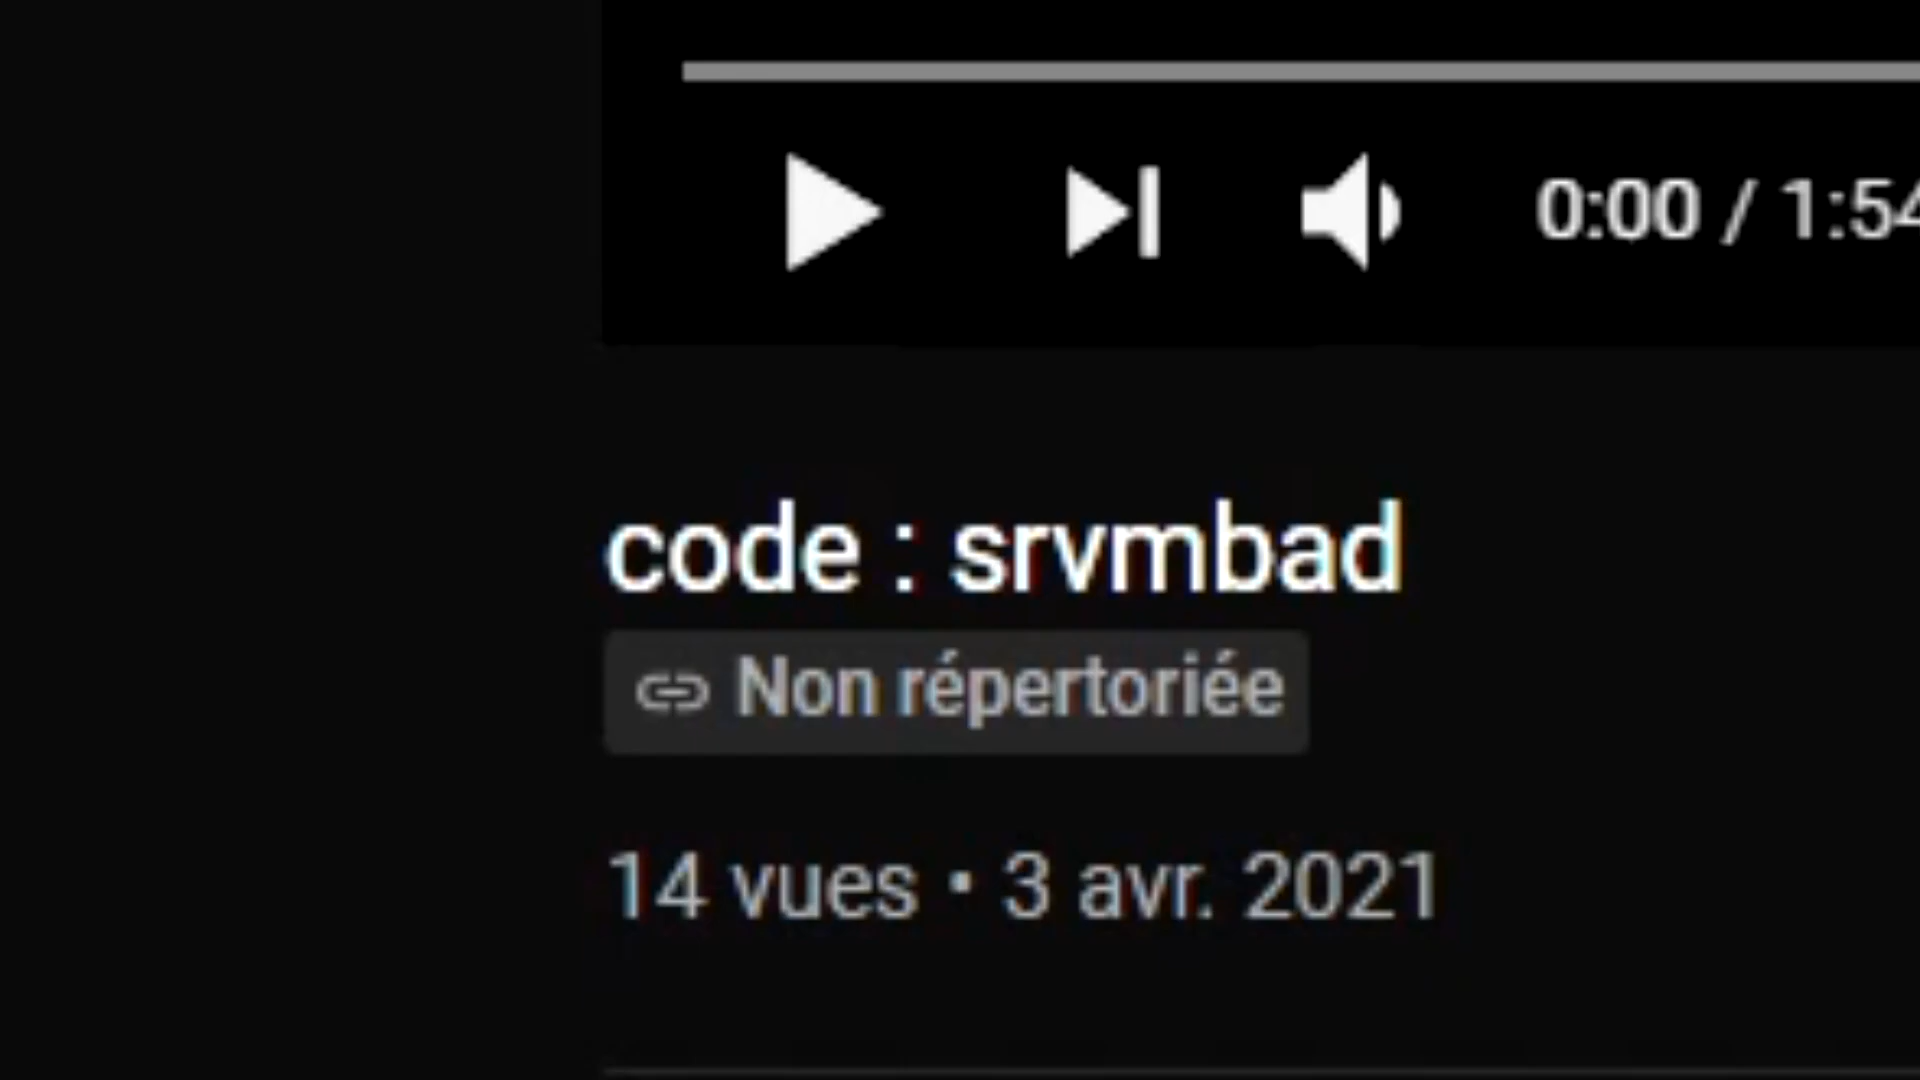 0:00 / 1:54
code : srvmbad
Non répertoriée
14 vues • 3 avr. 2021